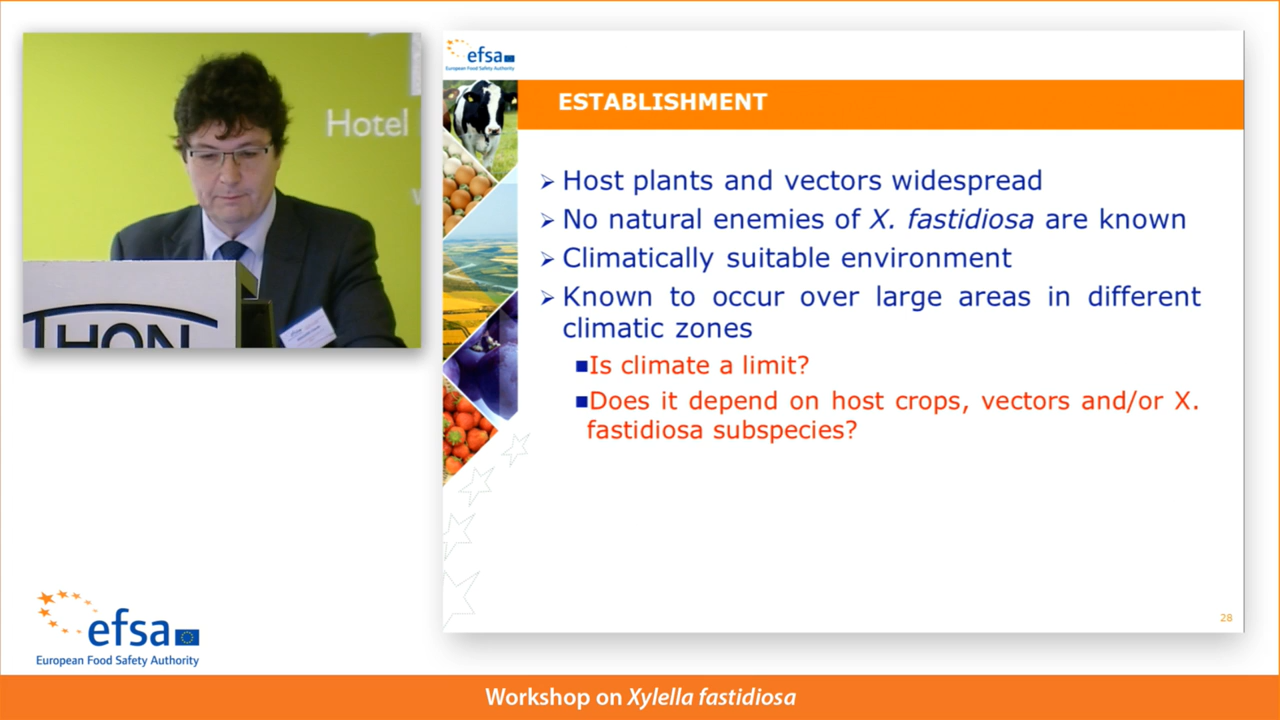 efsa
European Food Safety Authority
ESTABLISHMENT
Hotel
THON
➢ Host plants and vectors widespread
➢ No natural enemies of X. fastidiosa are known
➢ Climatically suitable environment
➢ Known to occur over large areas in different
climatic zones
■Is climate a limit?
■Does it depend on host crops, vectors and/or X.
fastidiosa subspecies?
28
efsa
European Food Safety Authority
Workshop on Xylella fastidiosa